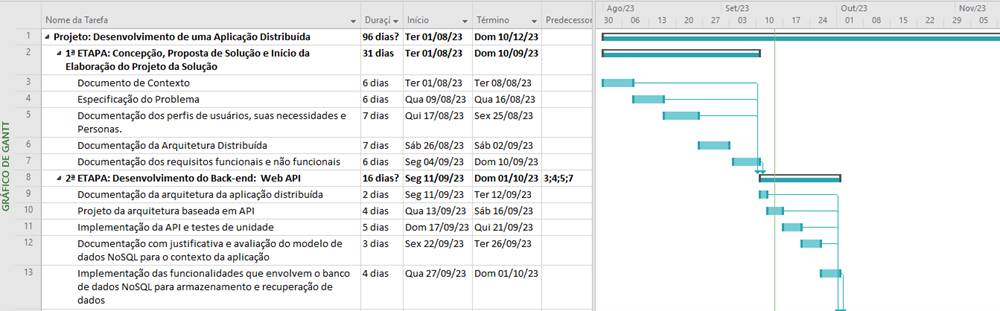 Ago/23 Set/23 Out/23 Nov/23
Nome da Tarefa Duraçi Início Término Predecessor 30 06 13 20 27 03 10 17 24 01 08 15 22 29 05
GRÁFICO DE GANTT
1 Projeto: Desenvolvimento de uma Aplicação Distribuída 96 dias? Ter 01/08/23 Dom 10/12/23
2 1ª ETAPA: Concepção, Proposta de Solução e Início da 31 dias Ter 01/08/23 Dom 10/09/23
Elaboração do Projeto da Solução
3 Documento de Contexto 6 dias Ter 01/08/23 Ter 08/08/23
4 Especificação do Problema 6 dias Qua 09/08/23 Qua 16/08/23
5 Documentação dos perfis de usuários, suas necessidades e 7 dias Qui 17/08/23 Sex 25/08/23
Personas.
6 Documentação da Arquitetura Distribuída 7 dias Sáb 26/08/23 Sáb 02/09/23
7 Documentação dos requisitos funcionais e não funcionais 6 dias Seg 04/09/23 Dom 10/09/23
8 2ª ETAPA: Desenvolvimento do Back-end: Web API 16 dias? Seg 11/09/23 Dom 01/10/23 3;4;5;7
9 Documentação da arquitetura da aplicação distribuída 2 dias Seg 11/09/23 Ter 12/09/23
10 Projeto da arquitetura baseada em API 4 dias Qua 13/09/23 Sáb 16/09/23
11 Implementação da API e testes de unidade 5 dias Dom 17/09/23 Qui 21/09/23
12 Documentação com justificativa e avaliação do modelo de 3 dias Sex 22/09/23 Ter 26/09/23
dados NoSQL para o contexto da aplicação
13 Implementação das funcionalidades que envolvem o banco 4 dias Qua 27/09/23 Dom 01/10/23
de dados NoSQL para armazenamento e recuperação de
dados